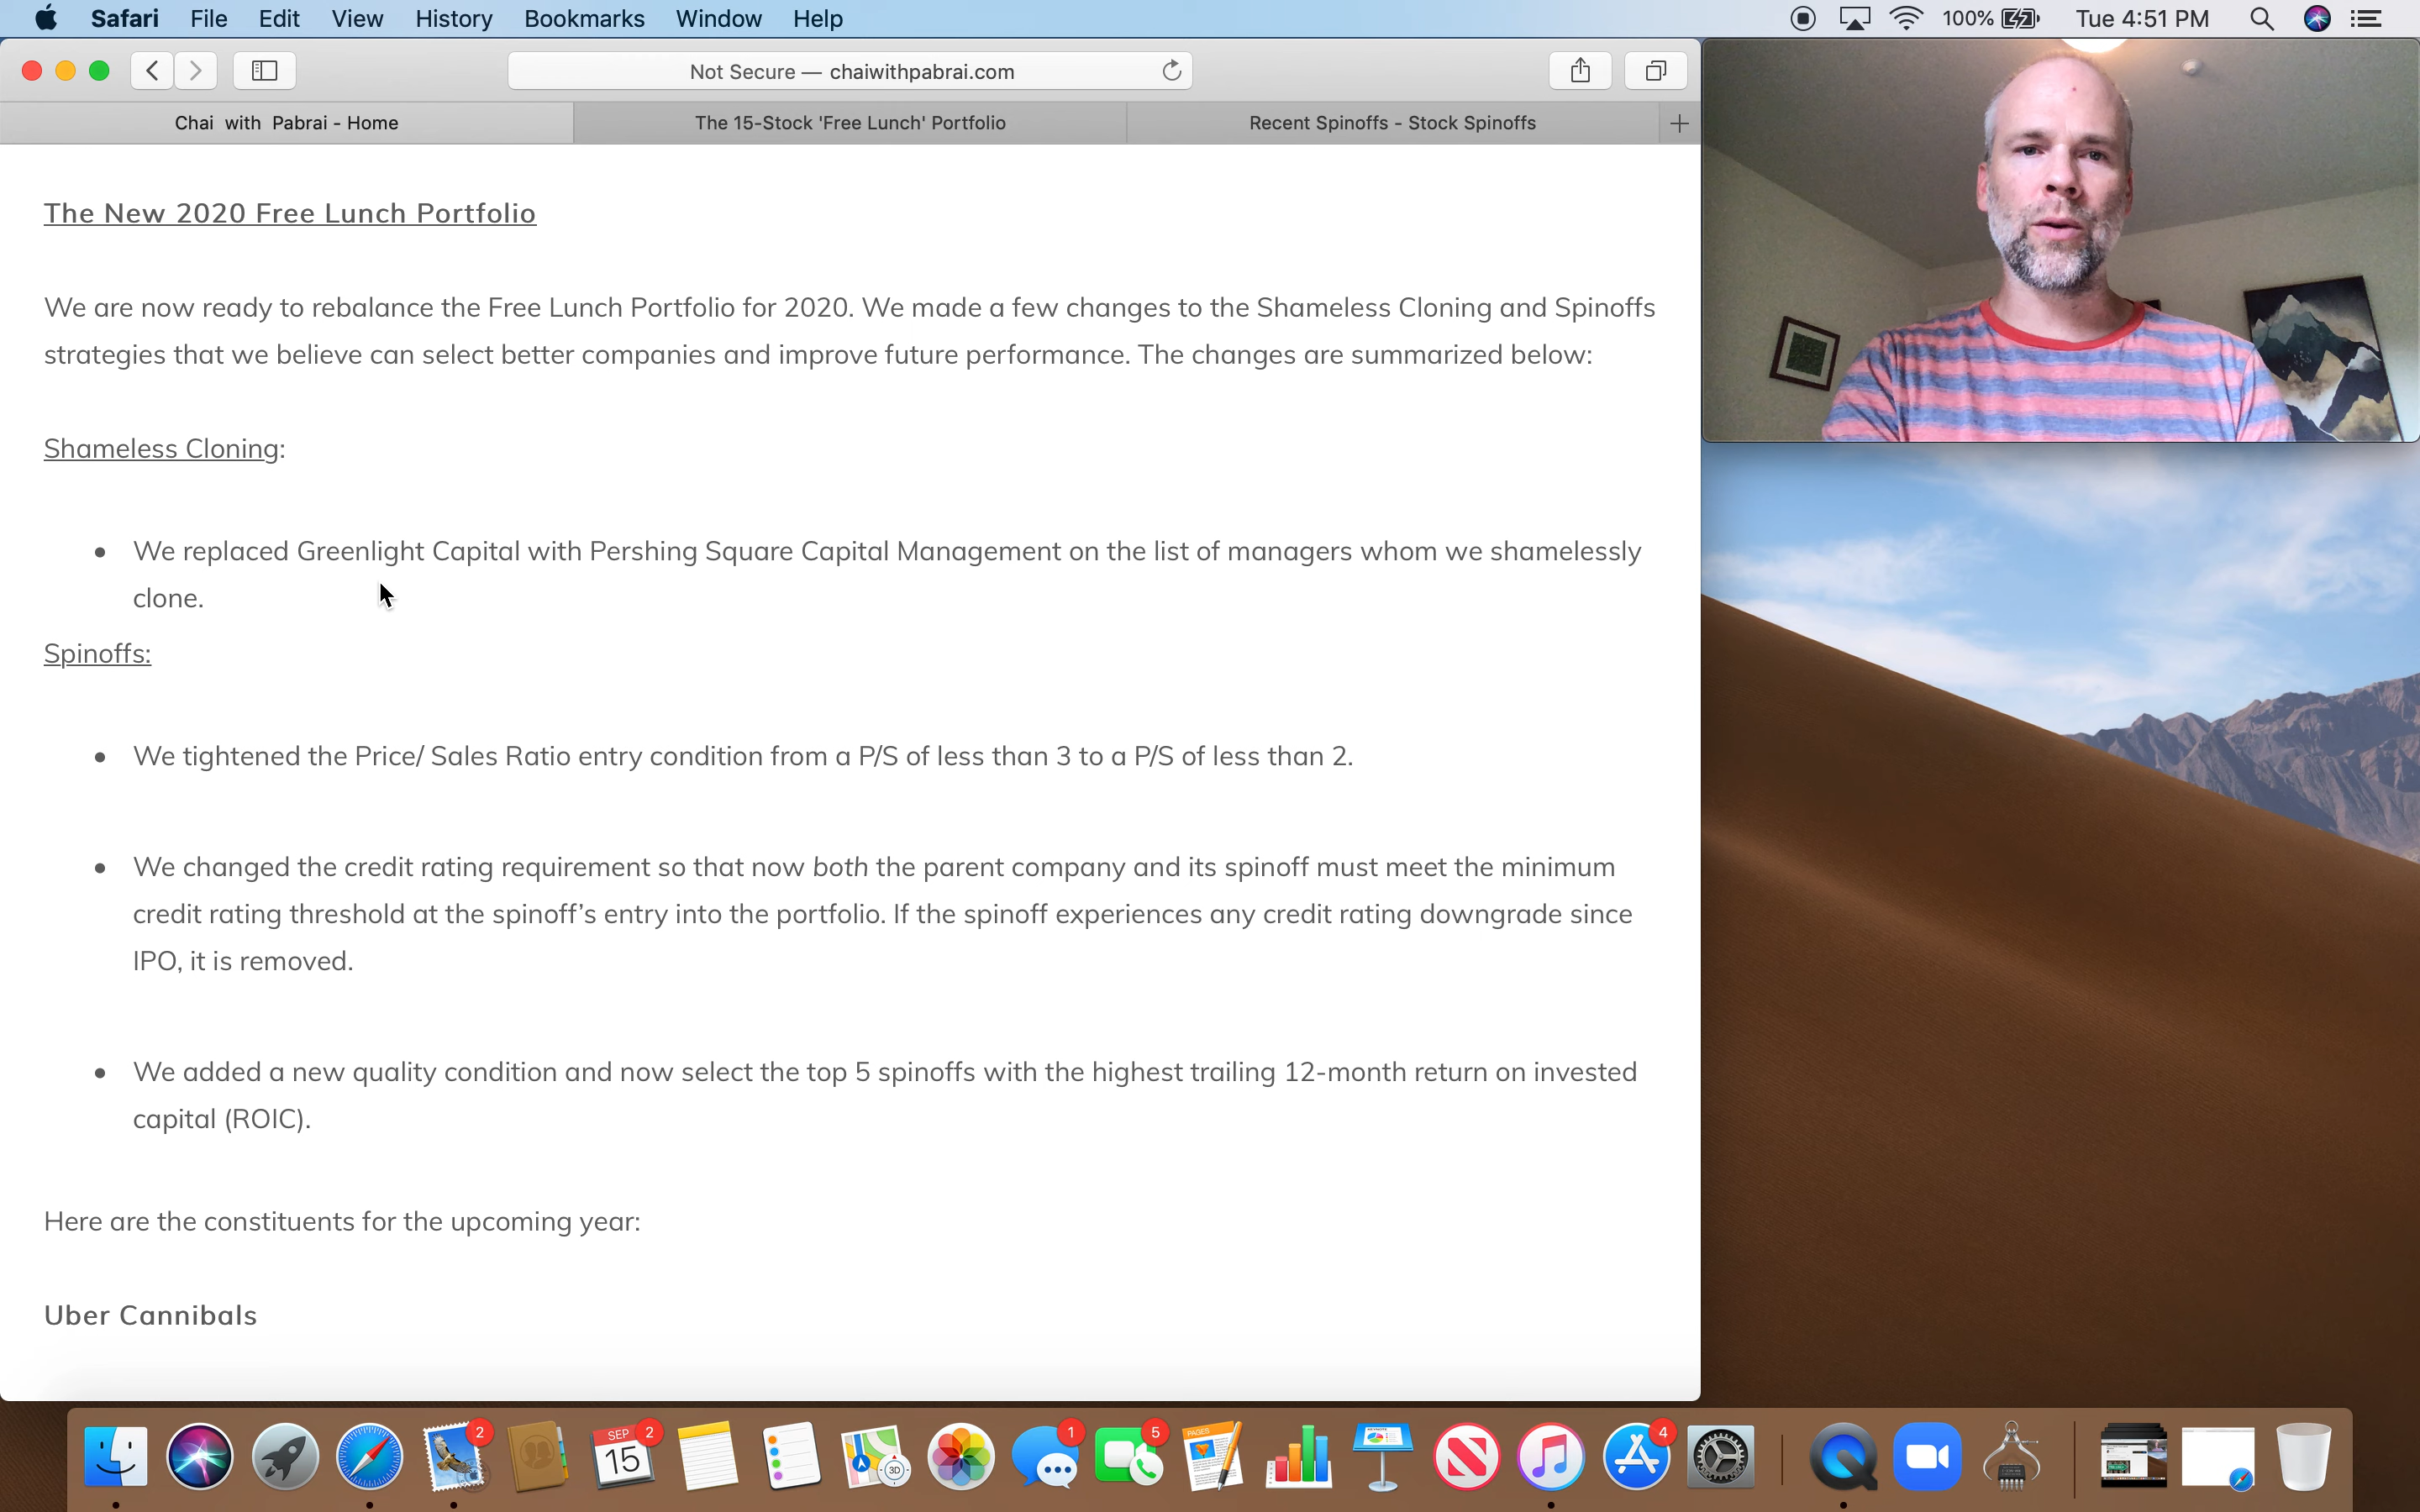 Safari File Edit View History Bookmarks Window Help 100% Tue 4:51 PM
Not Secure — chaiwithpabrai.com
Chai with Pabrai - Home
The 15-Stock 'Free Lunch' Portfolio
Recent Spinoffs - Stock Spinoffs
The New 2020 Free Lunch Portfolio
We are now ready to rebalance the Free Lunch Portfolio for 2020. We made a few changes to the Shameless Cloning and Spinoffs
strategies that we believe can select better companies and improve future performance. The changes are summarized below:
Shameless Cloning:
• We replaced Greenlight Capital with Pershing Square Capital Management on the list of managers whom we shamelessly
clone.
Spinoffs:
• We tightened the Price/ Sales Ratio entry condition from a P/S of less than 3 to a P/S of less than 2.
• We changed the credit rating requirement so that now both the parent company and its spinoff must meet the minimum
credit rating threshold at the spinoff’s entry into the portfolio. If the spinoff experiences any credit rating downgrade since
IPO, it is removed.
• We added a new quality condition and now select the top 5 spinoffs with the highest trailing 12-month return on invested
capital (ROIC).
Here are the constituents for the upcoming year:
Uber Cannibals
2
SEP
15
2
3D
1
5
PAGES
4